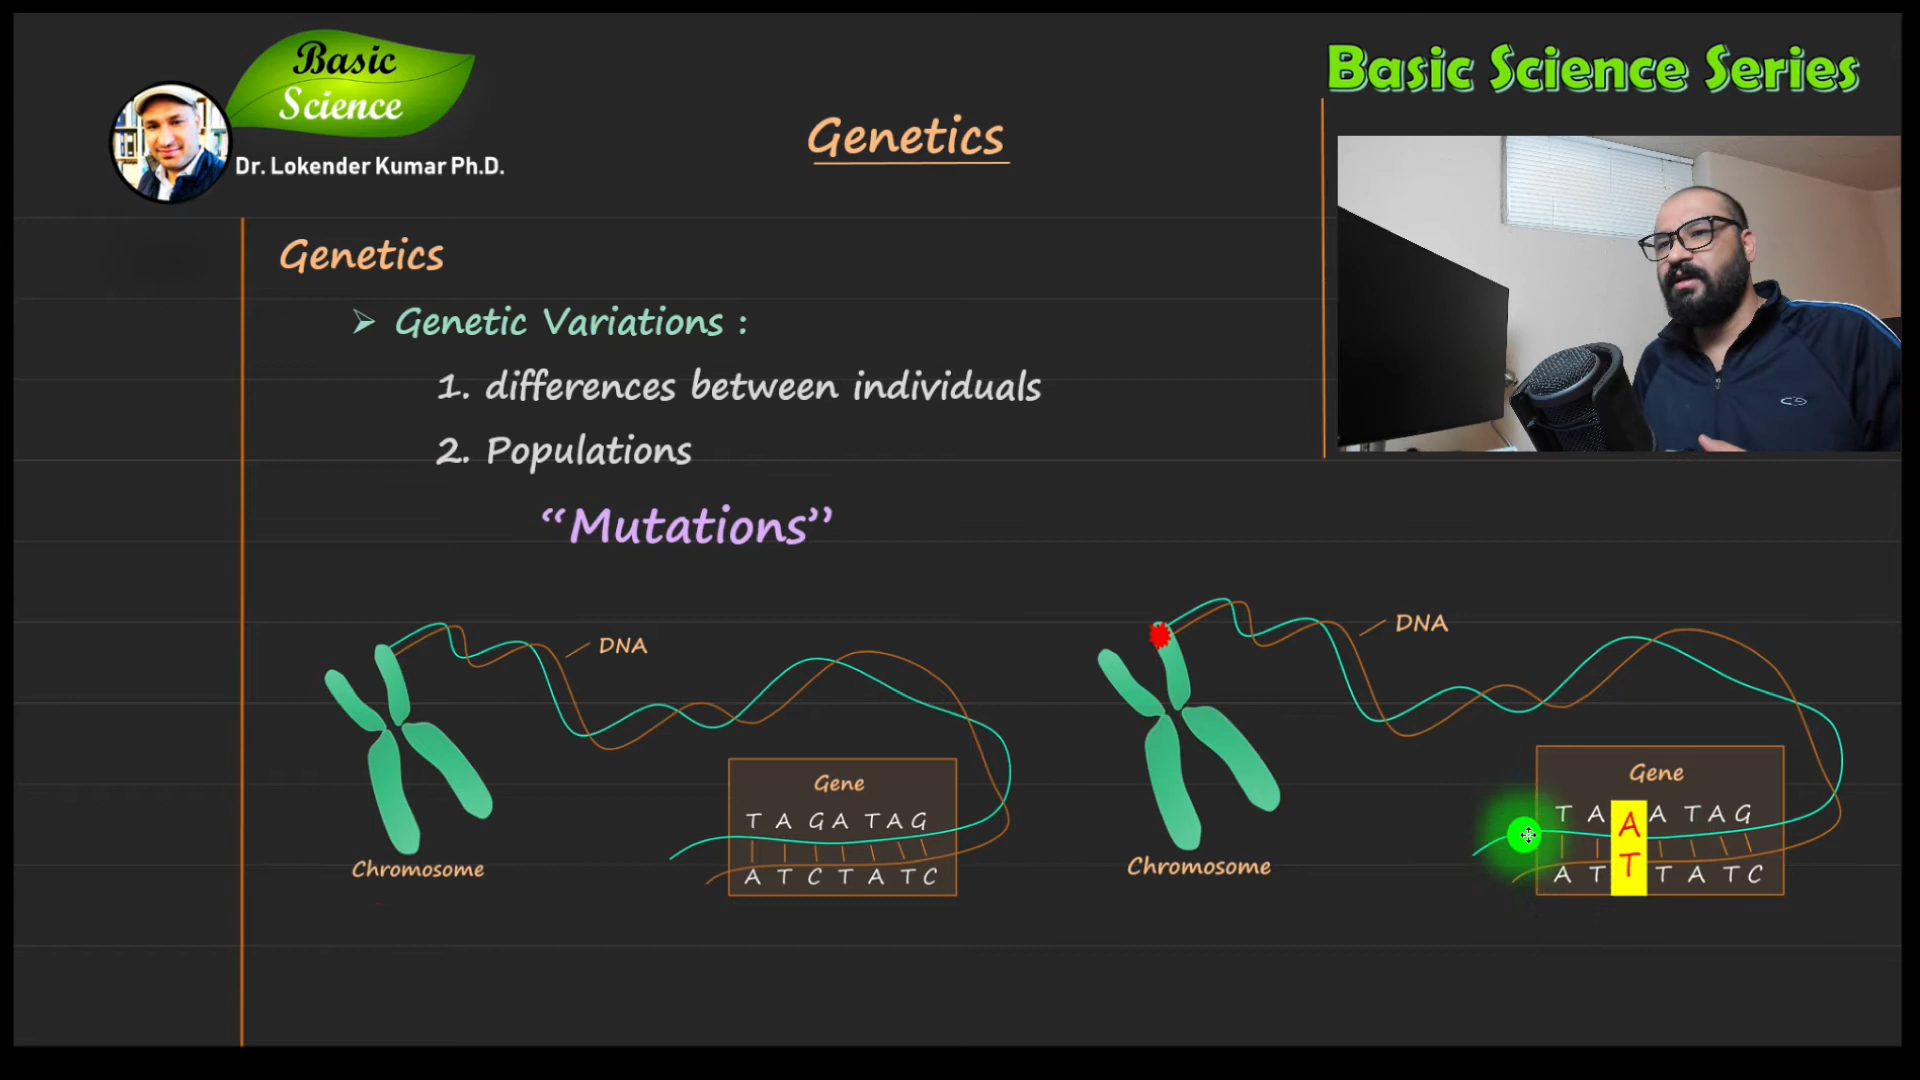 Basic
Science
Dr. Lokender Kumar Ph.D.
Genetics
Basic Science Series
Genetics
➢ Genetic Variations :
1. differences between individuals
2. Populations
“Mutations”
DNA
Gene
T A G A T A G
A T C T A T C
Chromosome
DNA
Gene
T A A A T A G
A T T T A T C
Chromosome